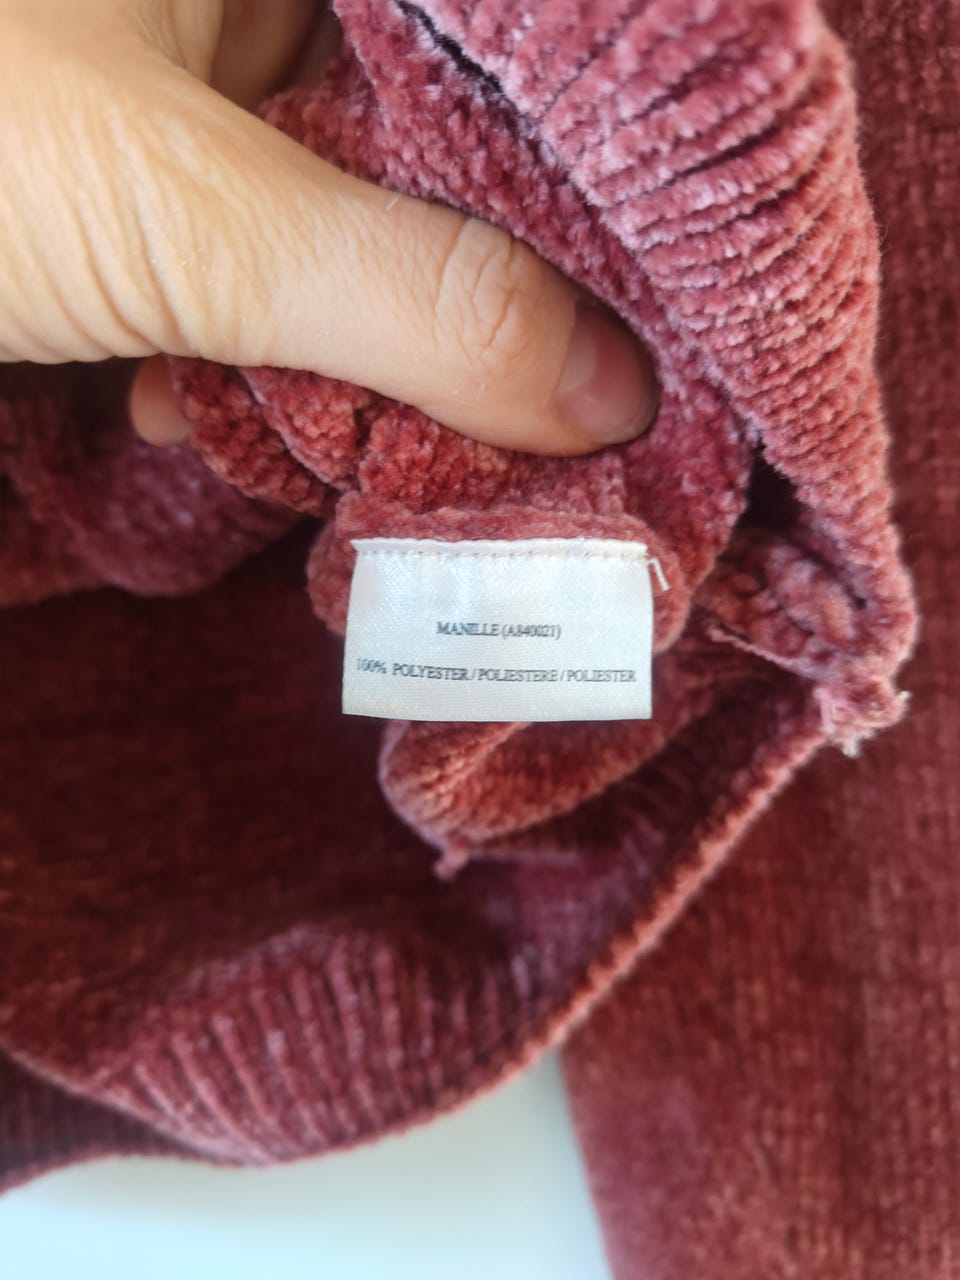 MANILLE (A840021)
100% POLYESTER / POLIESTERE / POLIESTER